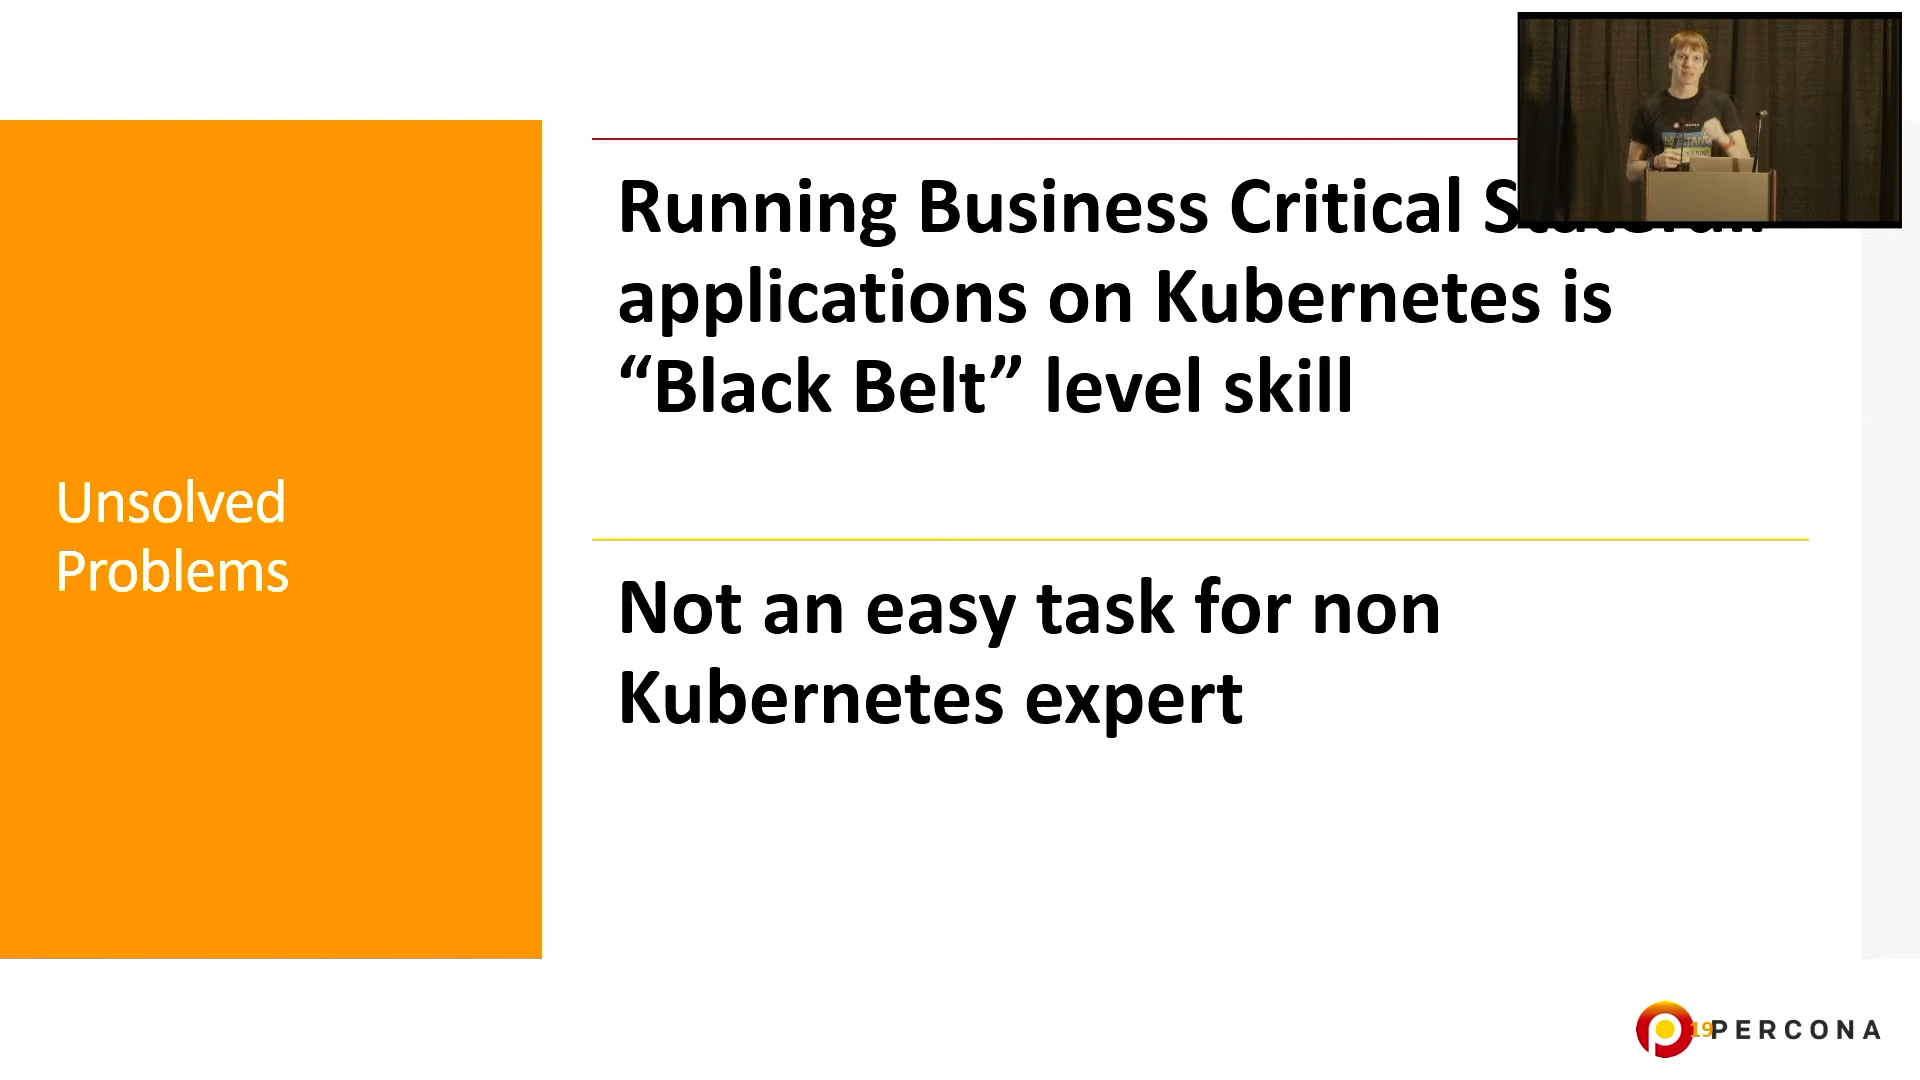 Unsolved
Problems
Running Business Critical
applications on Kubernetes is
“Black Belt” level skill
Not an easy task for non
Kubernetes expert
19
PERCONA